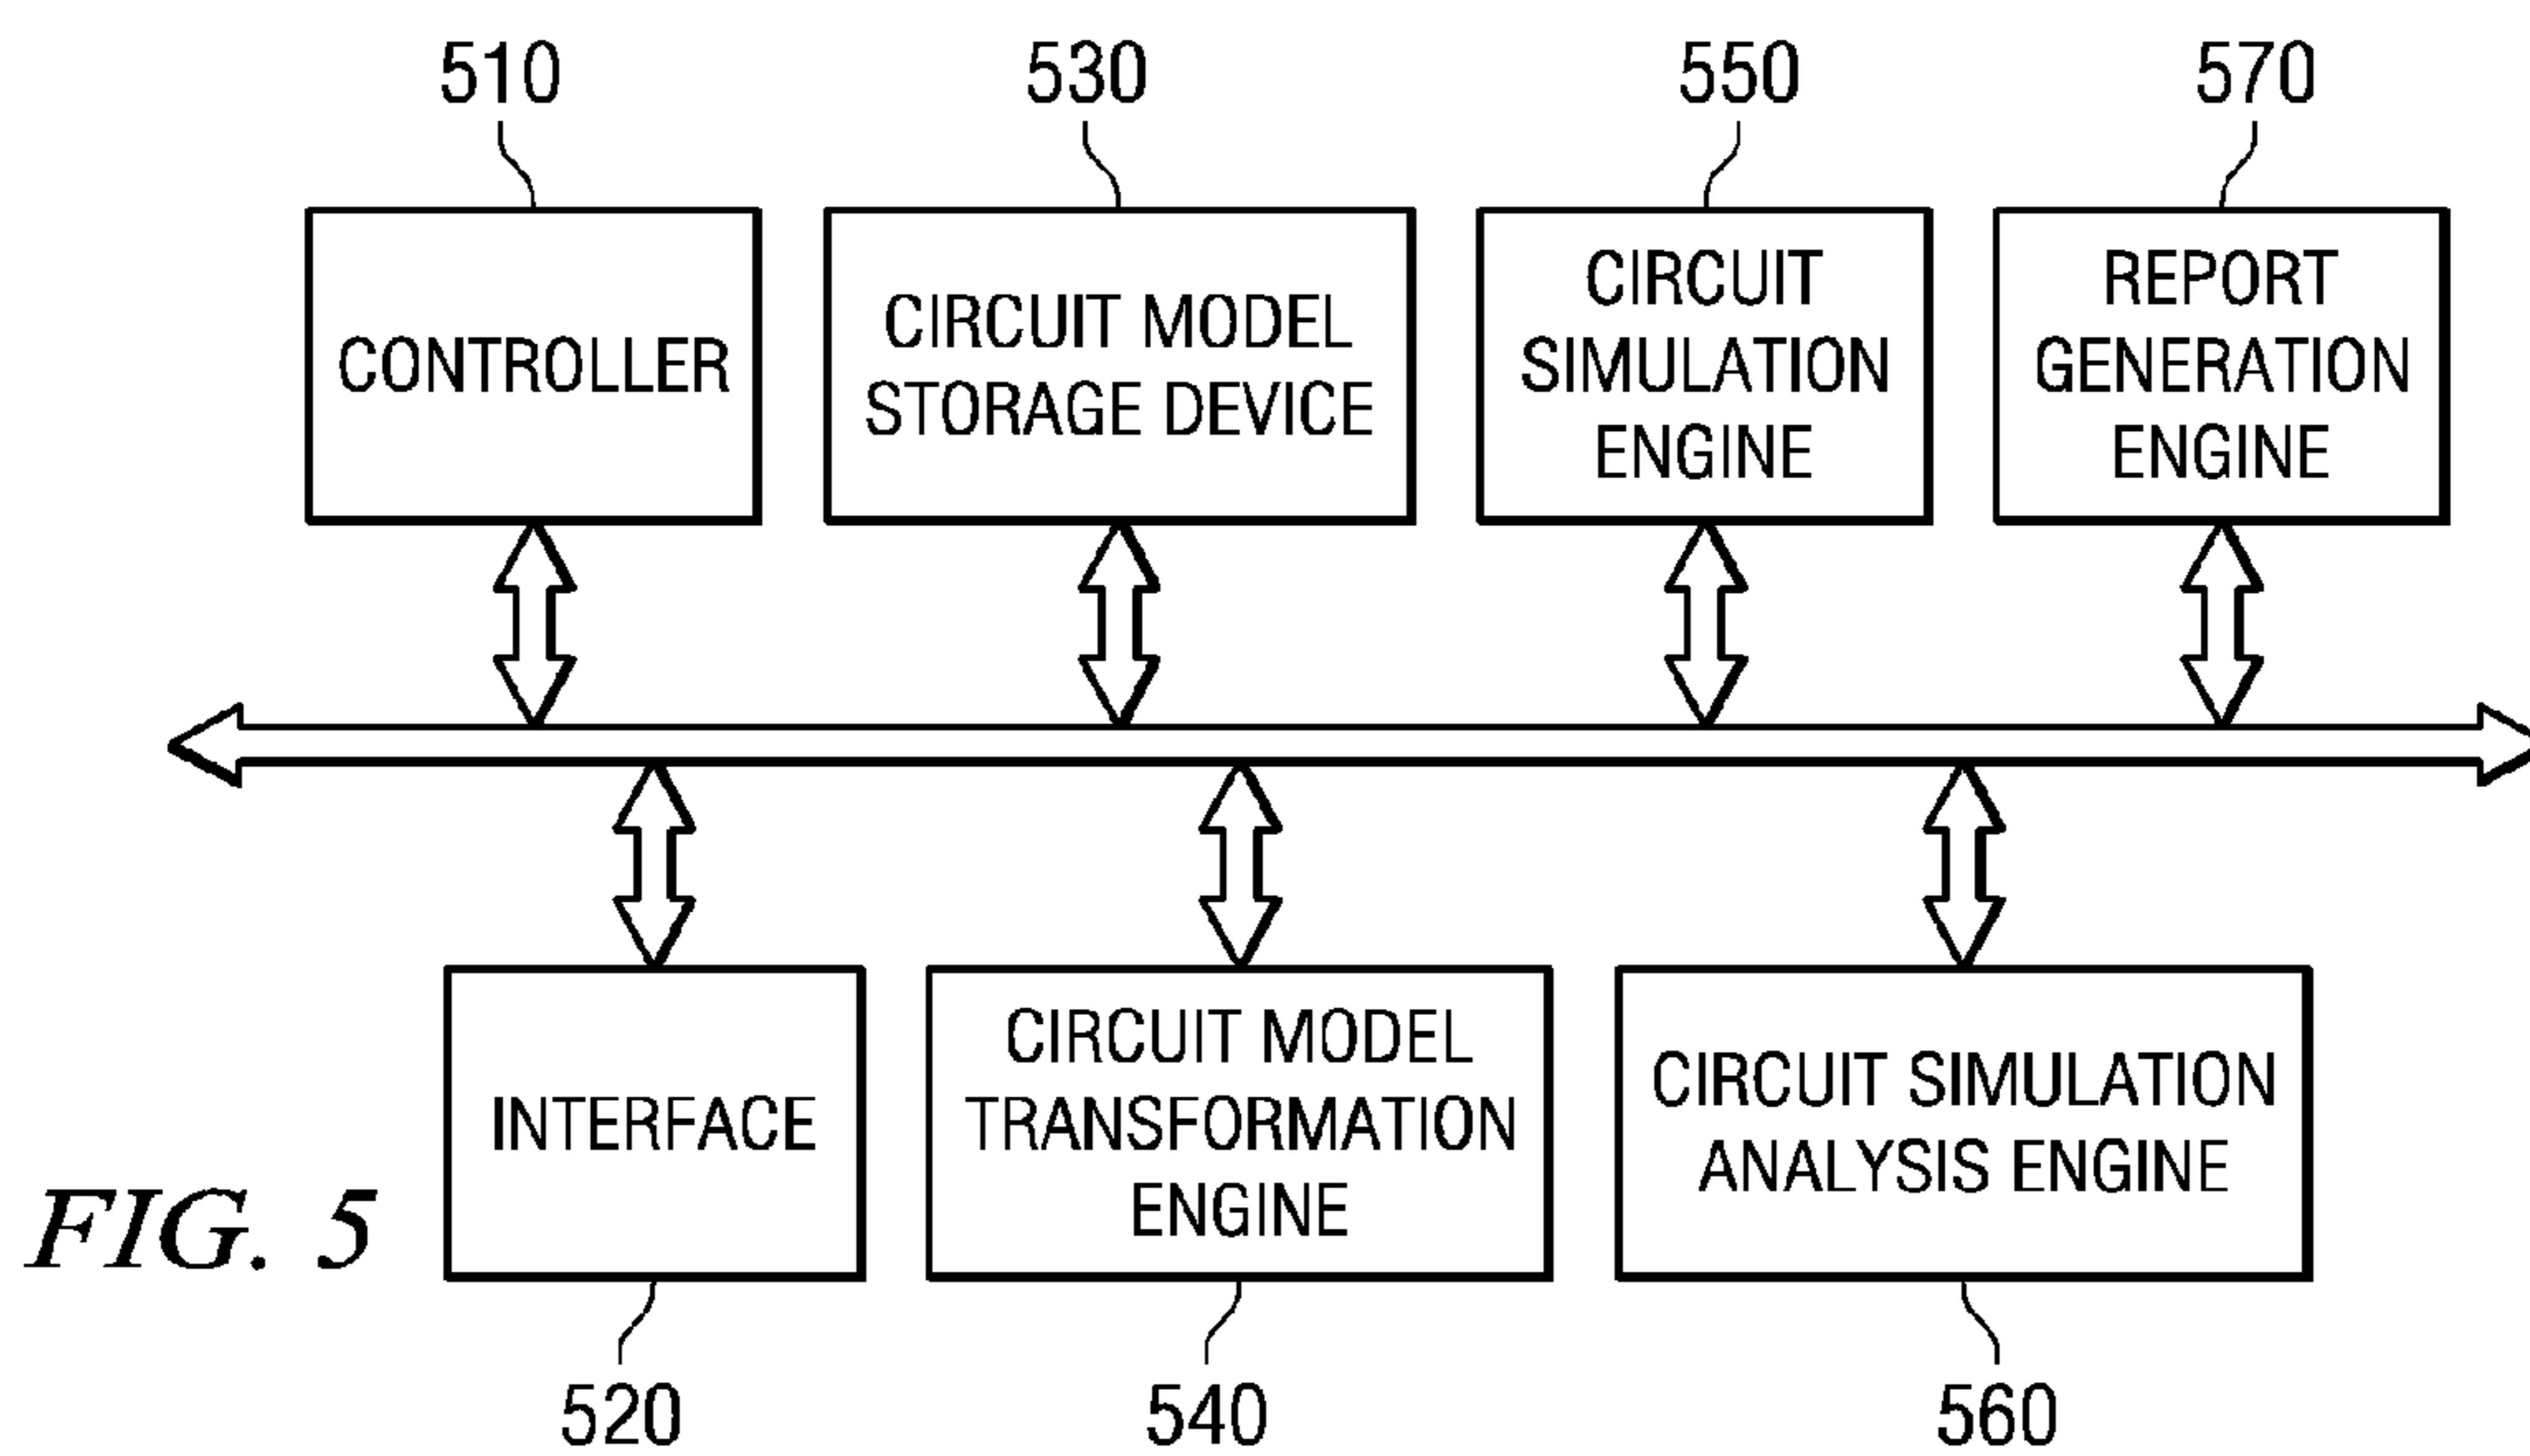 510
530
550
570
CONTROLLER
CIRCUIT MODEL
STORAGE DEVICE
CIRCUIT
SIMULATION
ENGINE
REPORT
GENERATION
ENGINE
INTERFACE
CIRCUIT MODEL
TRANSFORMATION
ENGINE
CIRCUIT SIMULATION
ANALYSIS ENGINE
FIG. 5
520
540
560